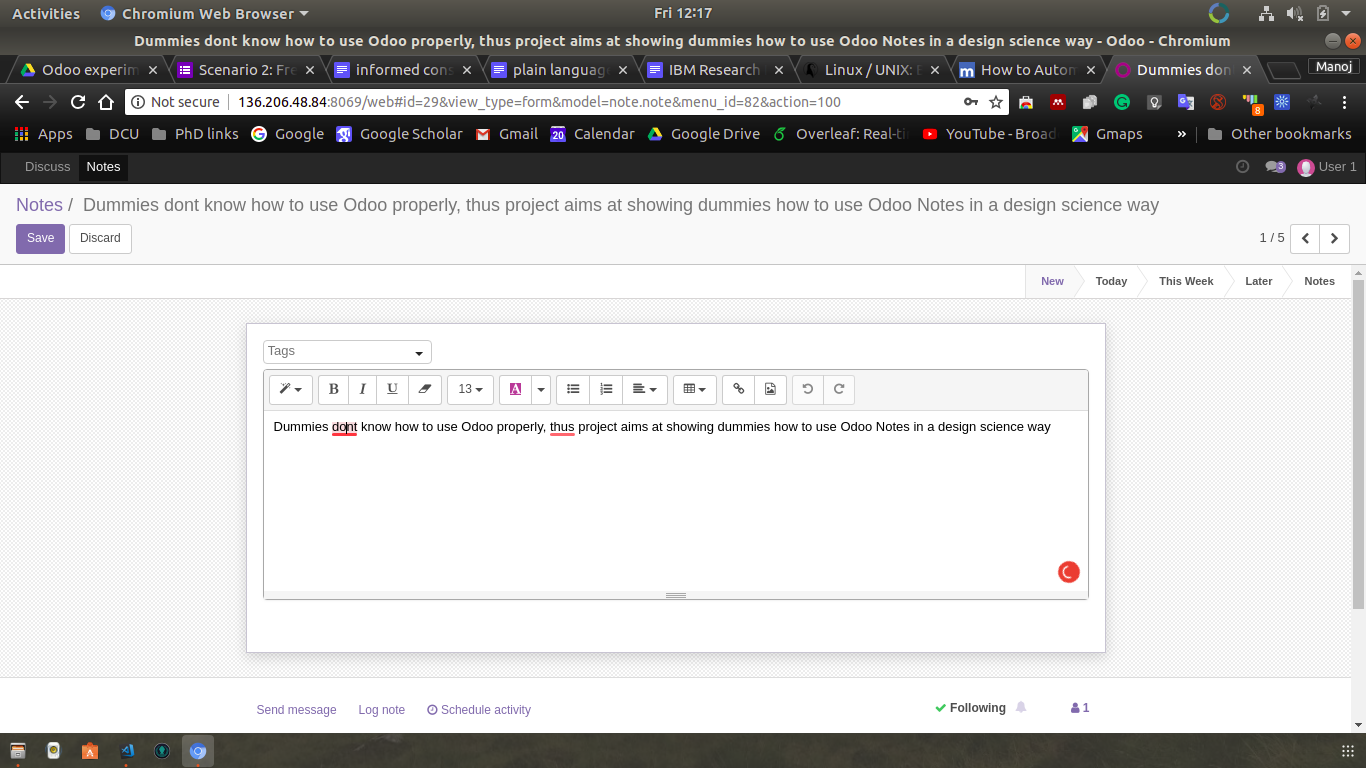 Activities Chromium Web Browser Fri 12:17
Dummies dont know how to use Odoo properly, thus project aims at showing dummes how to use Odoo Notes in a design science way - Odoo - Chromium
Odoo experim Scenario 2: Fre informed cons plain language IBM Research Linux / UNIX: How to Autom Dummies don Manoj
Not secure 136.206.48.84:8069/web#id=29&view_type=form&model=note.note&menu_id=82&action=100 8
Apps DCU PhD links Google Google Scholar Gmail 20 Calendar Google Drive Overleaf: Real-ti YouTube - Broad Gmaps » Other bookmarks
Discuss Notes 3 User 1
Notes / Dummies dont know how to use Odoo properly, thus project aims at showing dummies how to use Odoo Notes in a design science way
Save Discard 1 / 5
New Today This Week Later Notes
Tags
B I U 13 A
Dummies dont know how to use Odoo properly, thus project aims at showing dummies how to use Odoo Notes in a design science way
Send message Log note Schedule activity Following 1